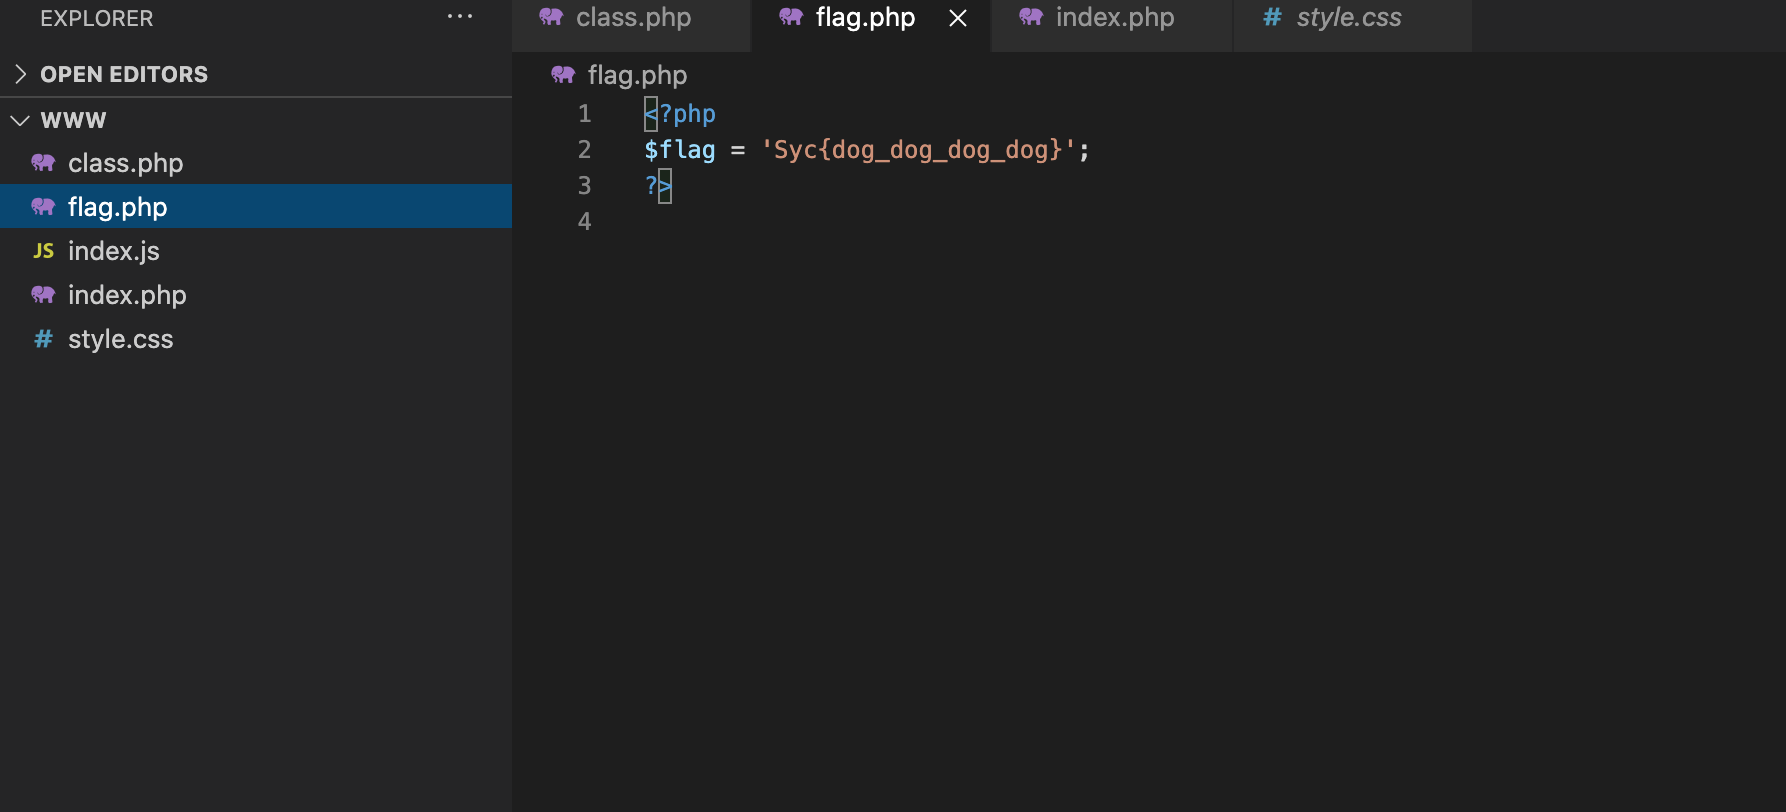 EXPLORER ...
OPEN EDITORS
WWW
class.php
flag.php
JS index.js
index.php
# style.css
class.php flag.php index.php # style.css
flag.php
1 <?php
2 $flag = 'Syc{dog_dog_dog_dog}';
3 ?>
4